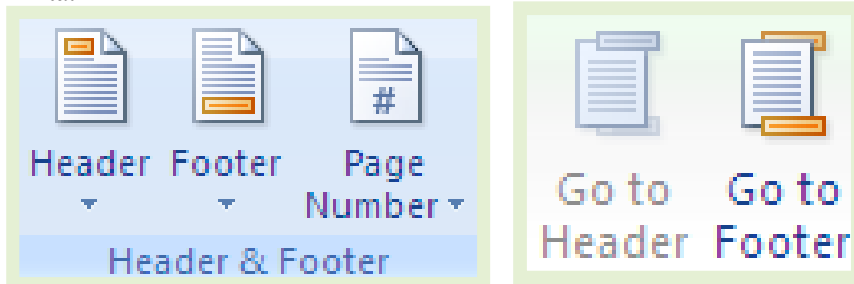 Header Footer Page
Number
#
Header & Footer
Go to Go to
Header Footer